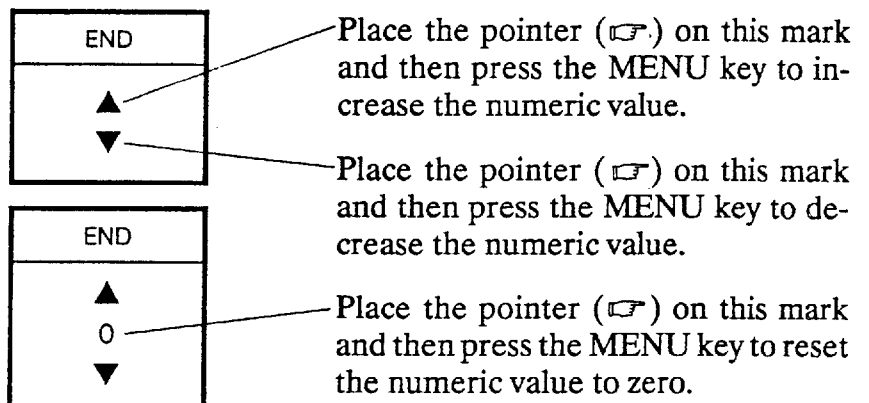 END
▲
▼
Place the pointer (☞) on this mark
and then press the MENU key to in-
crease the numeric value.
Place the pointer (☞) on this mark
and then press the MENU key to de-
crease the numeric value.
END
▲
0
▼
Place the pointer (☞) on this mark
and then press the MENU key to reset
the numeric value to zero.